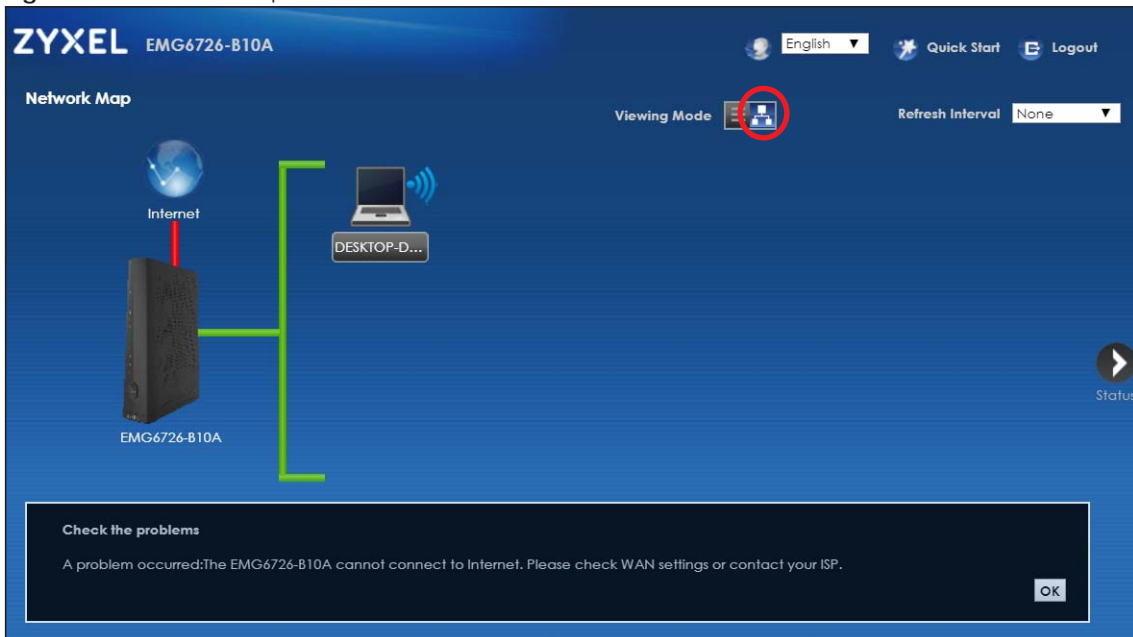 ZYXEL EMG6726-B10A
English ▼ Quick Start Logout
Network Map
Viewing Mode
Refresh Interval None ▼
Internet
DESKTOP-D...
EMG6726-B10A
Status
Check the problems
A problem occurred:The EMG6726-B10A cannot connect to Internet. Please check WAN settings or contact your ISP.
OK